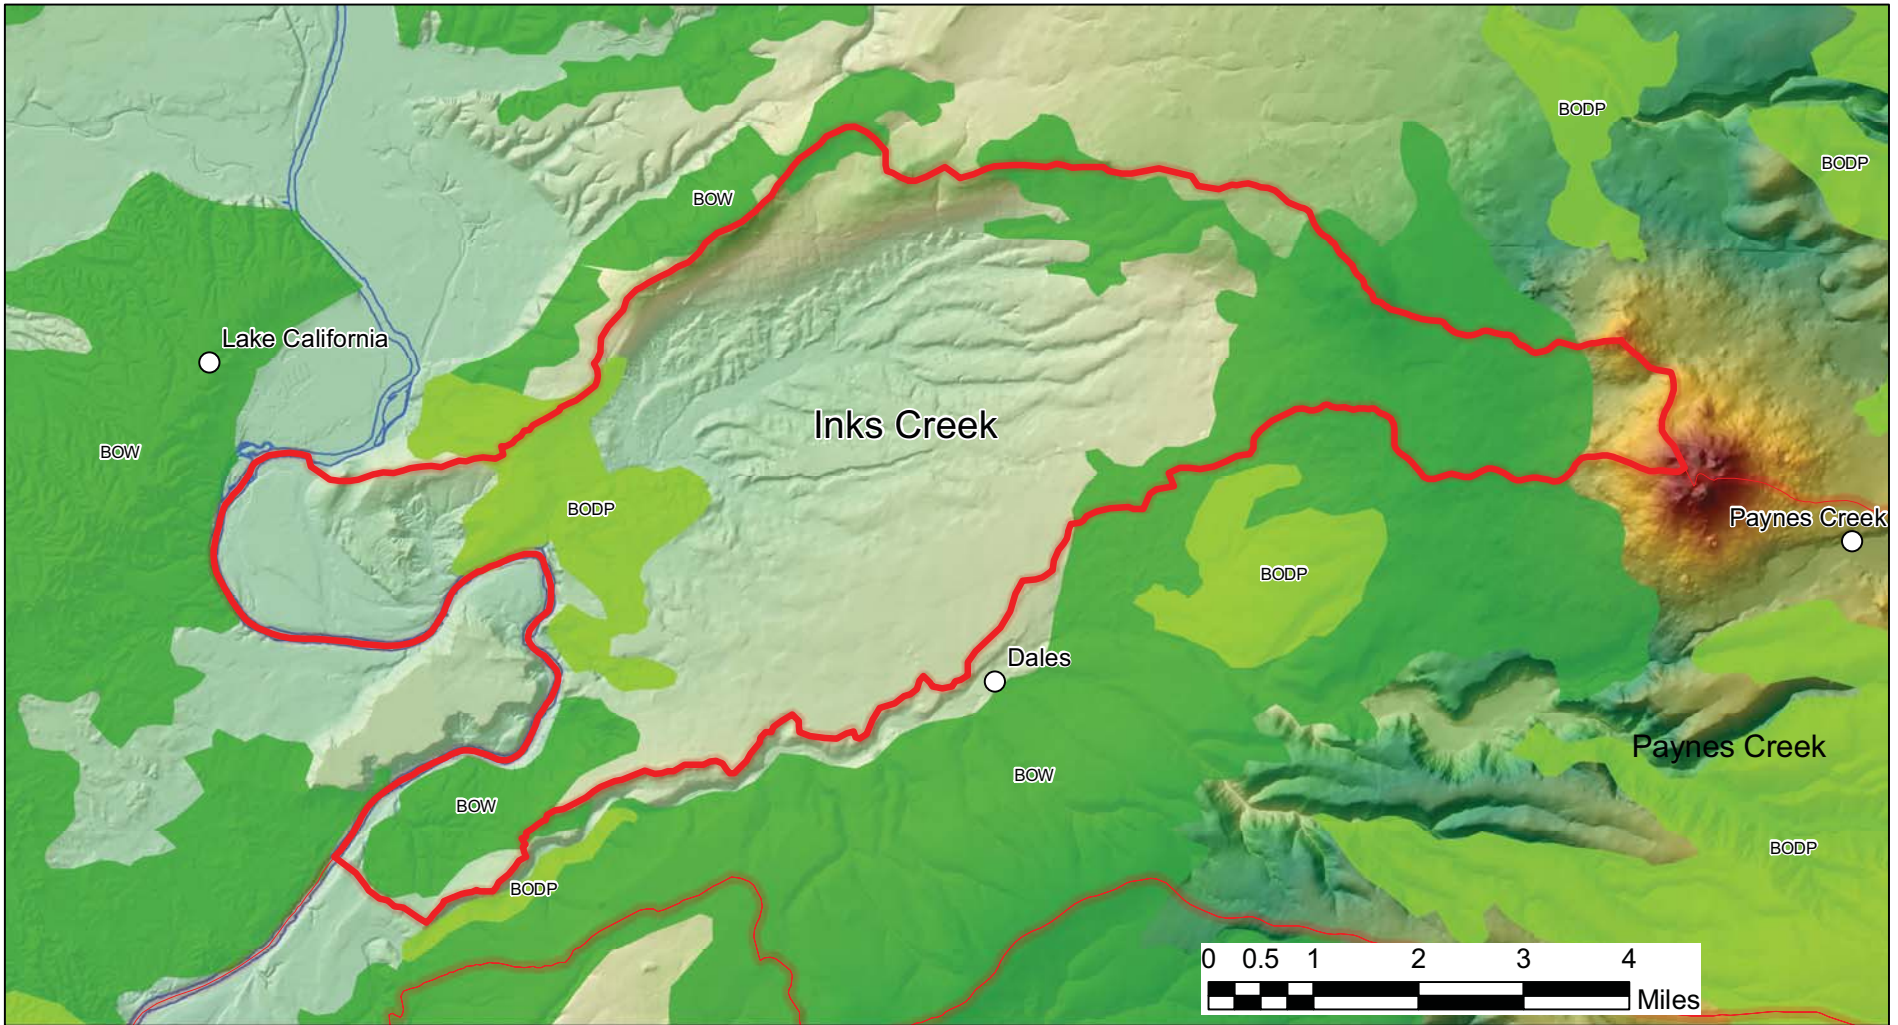 BODP
BODP
BOW
Lake California
Inks Creek
BOW
BODP
Paynes Creek
BODP
Dales
Paynes Creek
BOW
BOW
BODP
BODP
0 0.5 1 2 3 4
Miles